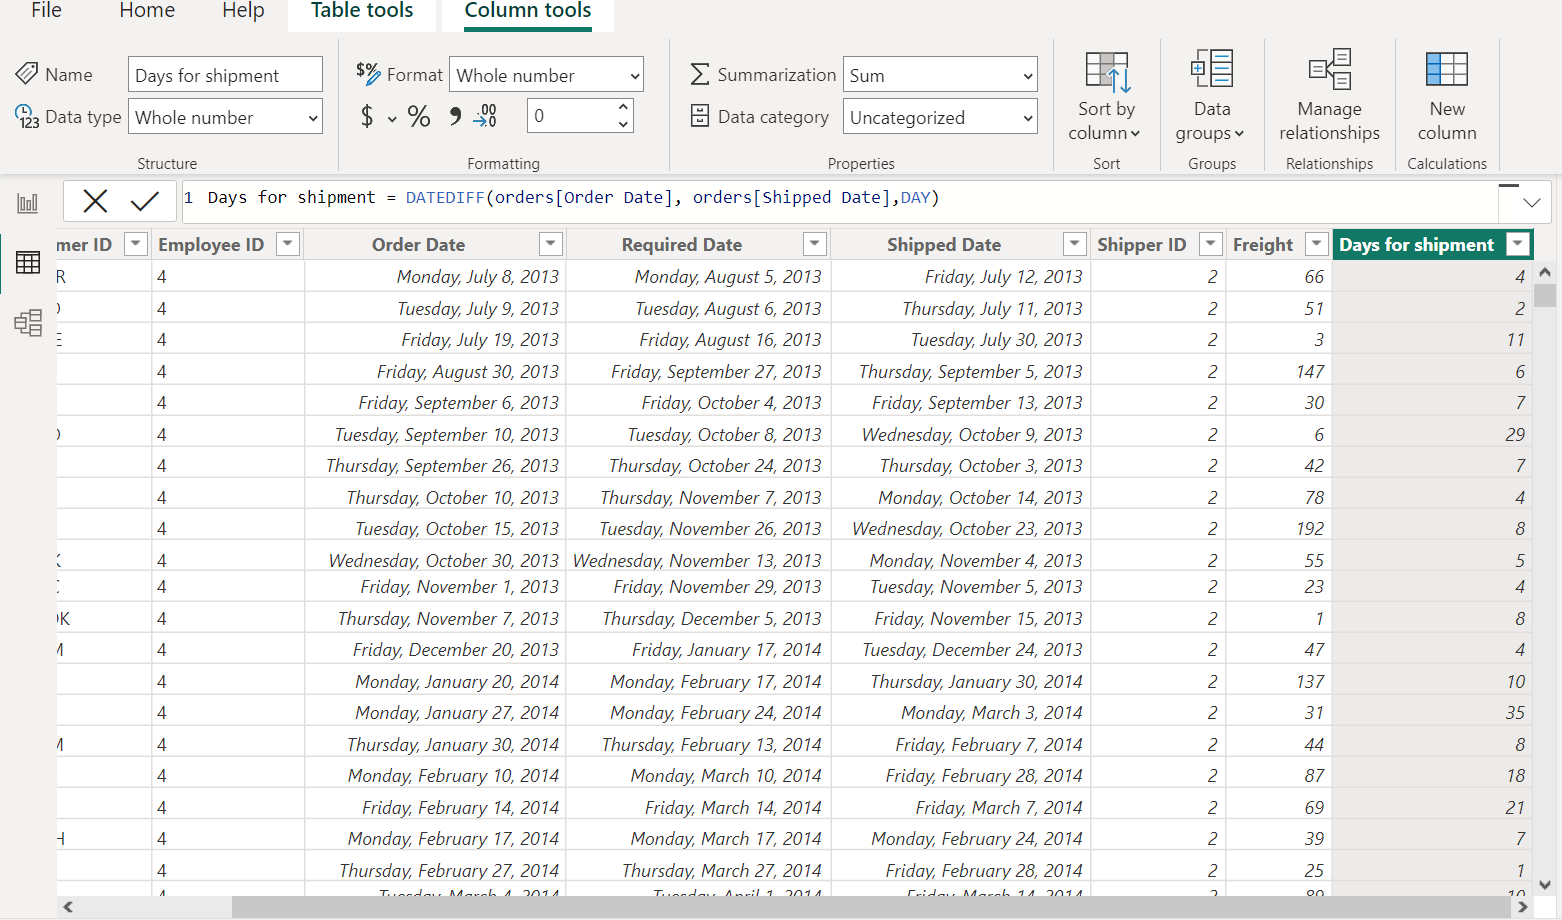 File Home Help Table tools Column tools
Name Days for shipment $% Format Whole number Summarization Sum
Data type Whole number $ % , .00 0 Data category Uncategorized
Sort by column Data groups Manage relationships New column
Structure Formatting Properties Sort Groups Relationships Calculations
1 Days for shipment = DATEDIFF(orders[Order Date], orders[Shipped Date],DAY)
mer ID Employee ID Order Date Required Date Shipped Date Shipper ID Freight Days for shipment
R 4 Monday, July 8, 2013 Monday, August 5, 2013 Friday, July 12, 2013 2 66 4
4 Tuesday, July 9, 2013 Tuesday, August 6, 2013 Thursday, July 11, 2013 2 51 2
E 4 Friday, July 19, 2013 Friday, August 16, 2013 Tuesday, July 30, 2013 2 3 11
4 Friday, August 30, 2013 Friday, September 27, 2013 Thursday, September 5, 2013 2 147 6
4 Friday, September 6, 2013 Friday, October 4, 2013 Friday, September 13, 2013 2 30 7
4 Tuesday, September 10, 2013 Tuesday, October 8, 2013 Wednesday, October 9, 2013 2 6 29
4 Thursday, September 26, 2013 Thursday, October 24, 2013 Thursday, October 3, 2013 2 42 7
4 Thursday, October 10, 2013 Thursday, November 7, 2013 Monday, October 14, 2013 2 78 4
4 Tuesday, October 15, 2013 Tuesday, November 26, 2013 Wednesday, October 23, 2013 2 192 8
4 Wednesday, October 30, 2013 Wednesday, November 13, 2013 Monday, November 4, 2013 2 55 5
4 Friday, November 1, 2013 Friday, November 29, 2013 Tuesday, November 5, 2013 2 23 4
OK 4 Thursday, November 7, 2013 Thursday, December 5, 2013 Friday, November 15, 2013 2 1 8
M 4 Friday, December 20, 2013 Friday, January 17, 2014 Tuesday, December 24, 2013 2 47 4
4 Monday, January 20, 2014 Monday, February 17, 2014 Thursday, January 30, 2014 2 137 10
4 Monday, January 27, 2014 Monday, February 24, 2014 Monday, March 3, 2014 2 31 35
M 4 Thursday, January 30, 2014 Thursday, February 13, 2014 Friday, February 7, 2014 2 44 8
4 Monday, February 10, 2014 Monday, March 10, 2014 Friday, February 28, 2014 2 87 18
4 Friday, February 14, 2014 Friday, March 14, 2014 Friday, March 7, 2014 2 69 21
H 4 Monday, February 17, 2014 Monday, March 17, 2014 Monday, February 24, 2014 2 39 7
4 Thursday, February 27, 2014 Thursday, March 27, 2014 Friday, February 28, 2014 2 25 1
4 Tuesday, March 4, 2014 Tuesday, April 1, 2014 Friday, March 14, 2014 2 89 10